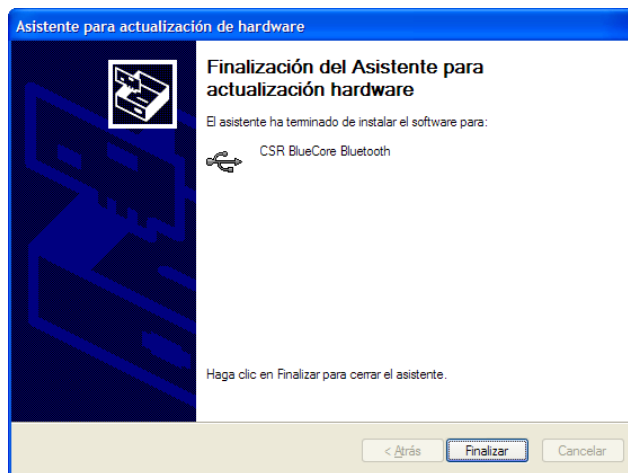 Asistente para actualización de hardware
Finalización del Asistente para
actualización hardware
El asistente ha terminado de instalar el software para:
CSR BlueCore Bluetooth
Haga clic en Finalizar para cerrar el asistente.
< Atrás Finalizar Cancelar